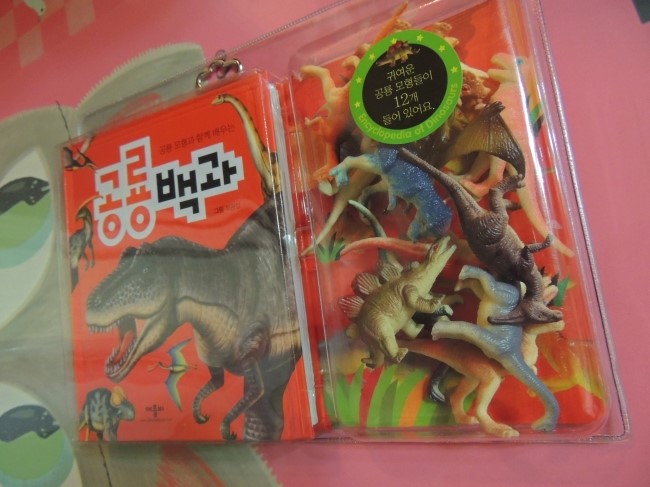 공룡 모형과 함께 배우는
공룡백과
귀여운
공룡 모형들이
12개
들어 있어요.
Encyclopedia of Dinosaurs